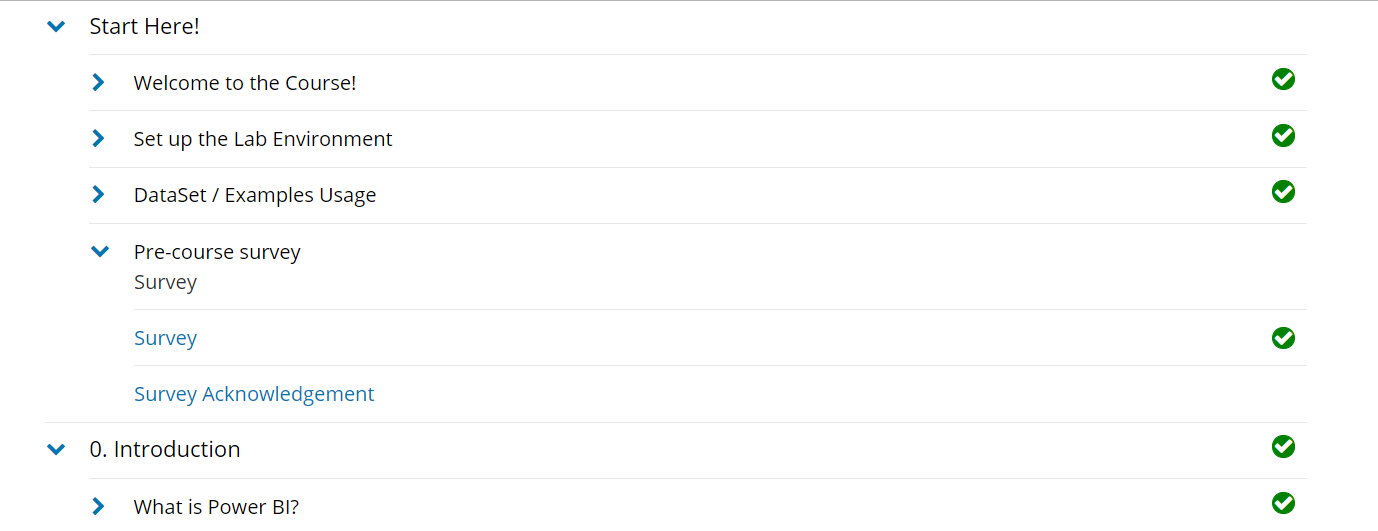 Start Here!
Welcome to the Course!
Set up the Lab Environment
DataSet / Examples Usage
Pre-course survey
Survey
Survey
Survey Acknowledgement
0. Introduction
What is Power BI?